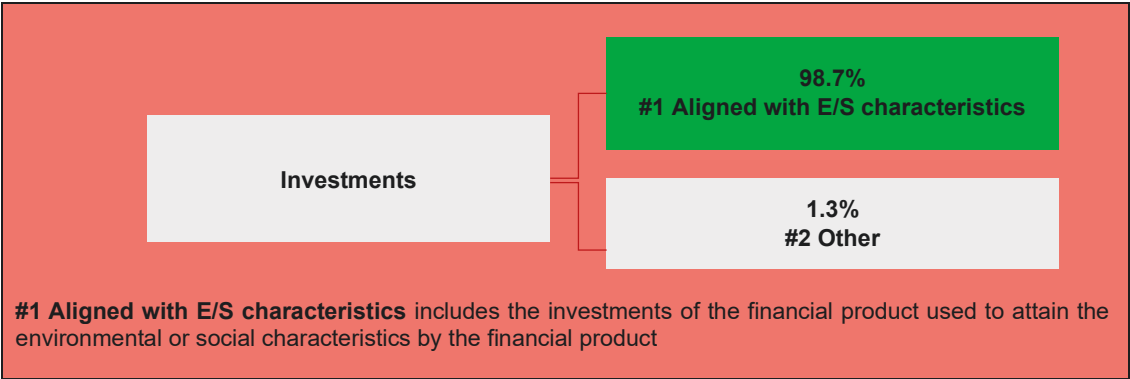 98.7%
#1 Aligned with E/S characteristics
Investments
1.3%
#2 Other
#1 Aligned with E/S characteristics includes the investments of the financial product used to attain the
environmental or social characteristics by the financial product